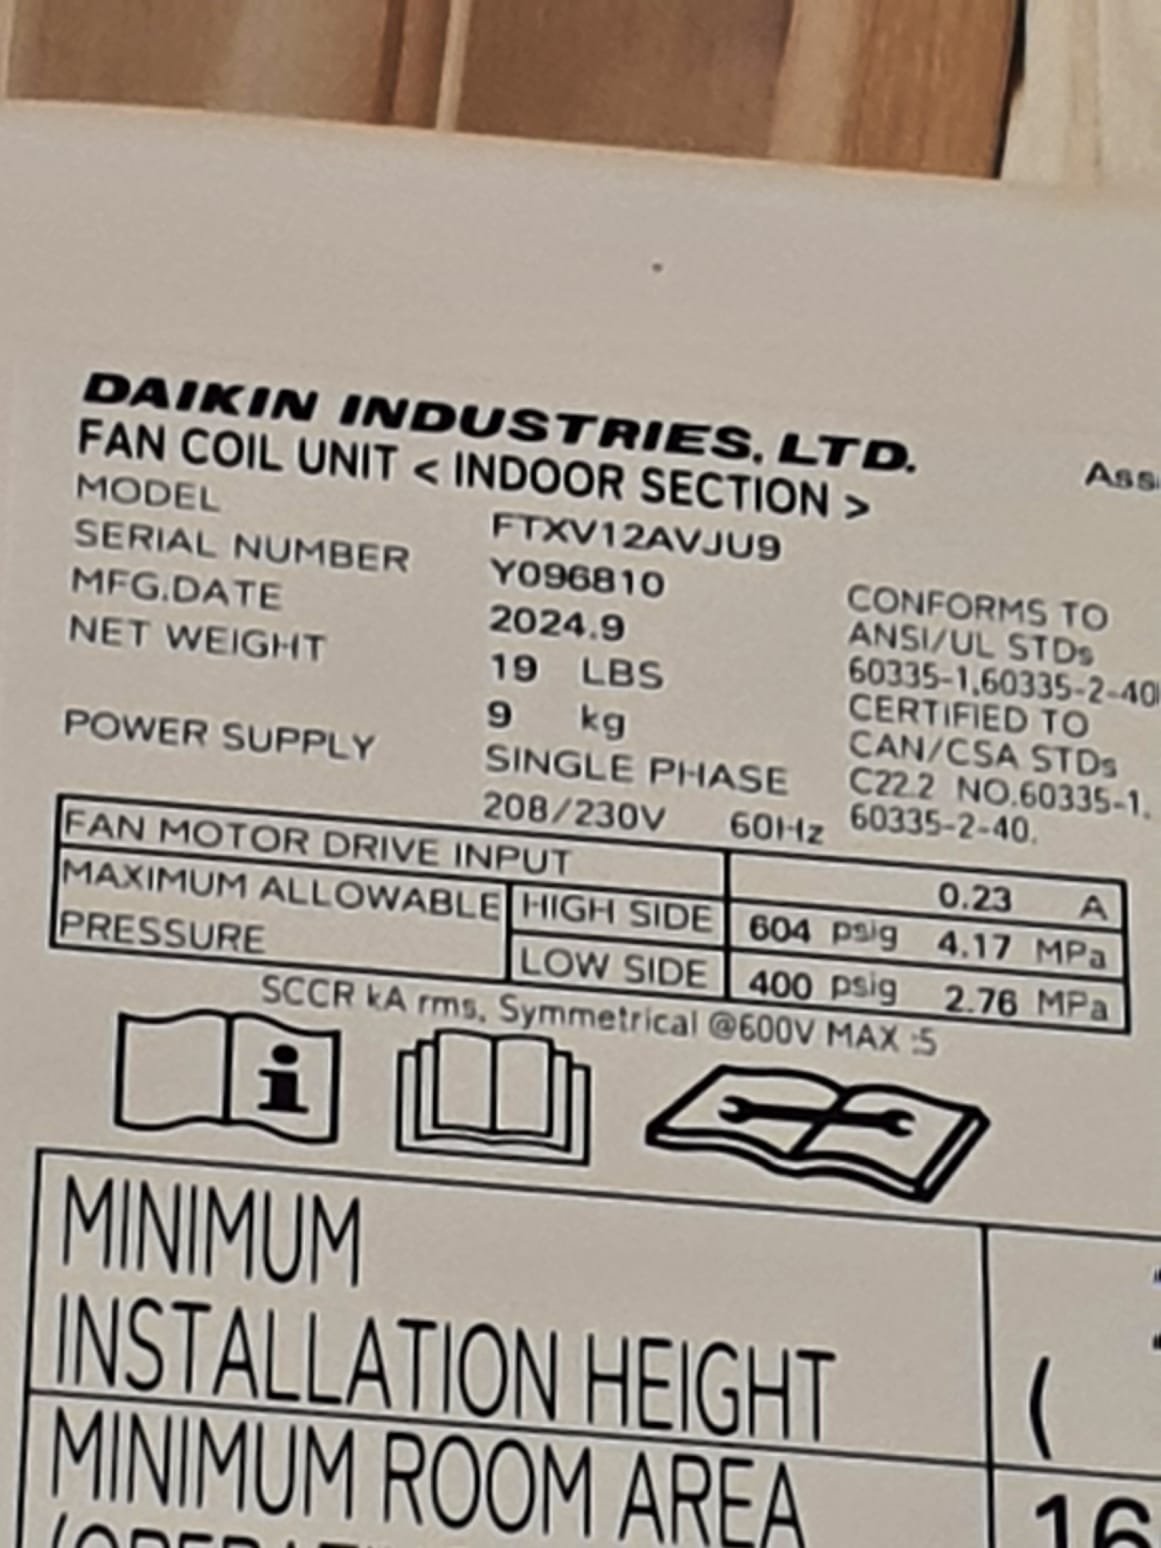 DAIKIN INDUSTRIES, LTD.
FAN COIL UNIT < INDOOR SECTION >
MODEL FTXV12AVJU9
SERIAL NUMBER Y096810
MFG.DATE 2024.9
NET WEIGHT 19 LBS
9 kg
POWER SUPPLY SINGLE PHASE
208/230V 60Hz
Ass
CONFORMS TO
ANSI/UL STDs
60335-1,60335-2-40
CERTIFIED TO
CAN/CSA STDs
C22.2 NO.60335-1.
60335-2-40.
FAN MOTOR DRIVE INPUT 0.23 A
MAXIMUM ALLOWABLE PRESSURE HIGH SIDE 604 psig 4.17 MPa
LOW SIDE 400 psig 2.76 MPa
SCCR kA rms, Symmetrical @600V MAX :5
MINIMUM
INSTALLATION HEIGHT (
MINIMUM ROOM AREA 16